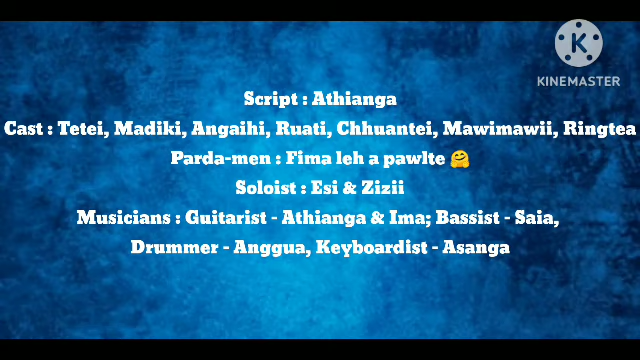 KINEMASTER
Script : Athianga
Cast : Tetei, Madiki, Angaihi, Ruati, Chhuantei, Mawimawii, Ringtea
Parda-men : Fima leh a pawlte 🤗
Soloist : Esi & Zizii
Musicians : Guitarist - Athianga & Ima; Bassist - Saia,
Drummer - Anggua, Keyboardist - Asanga